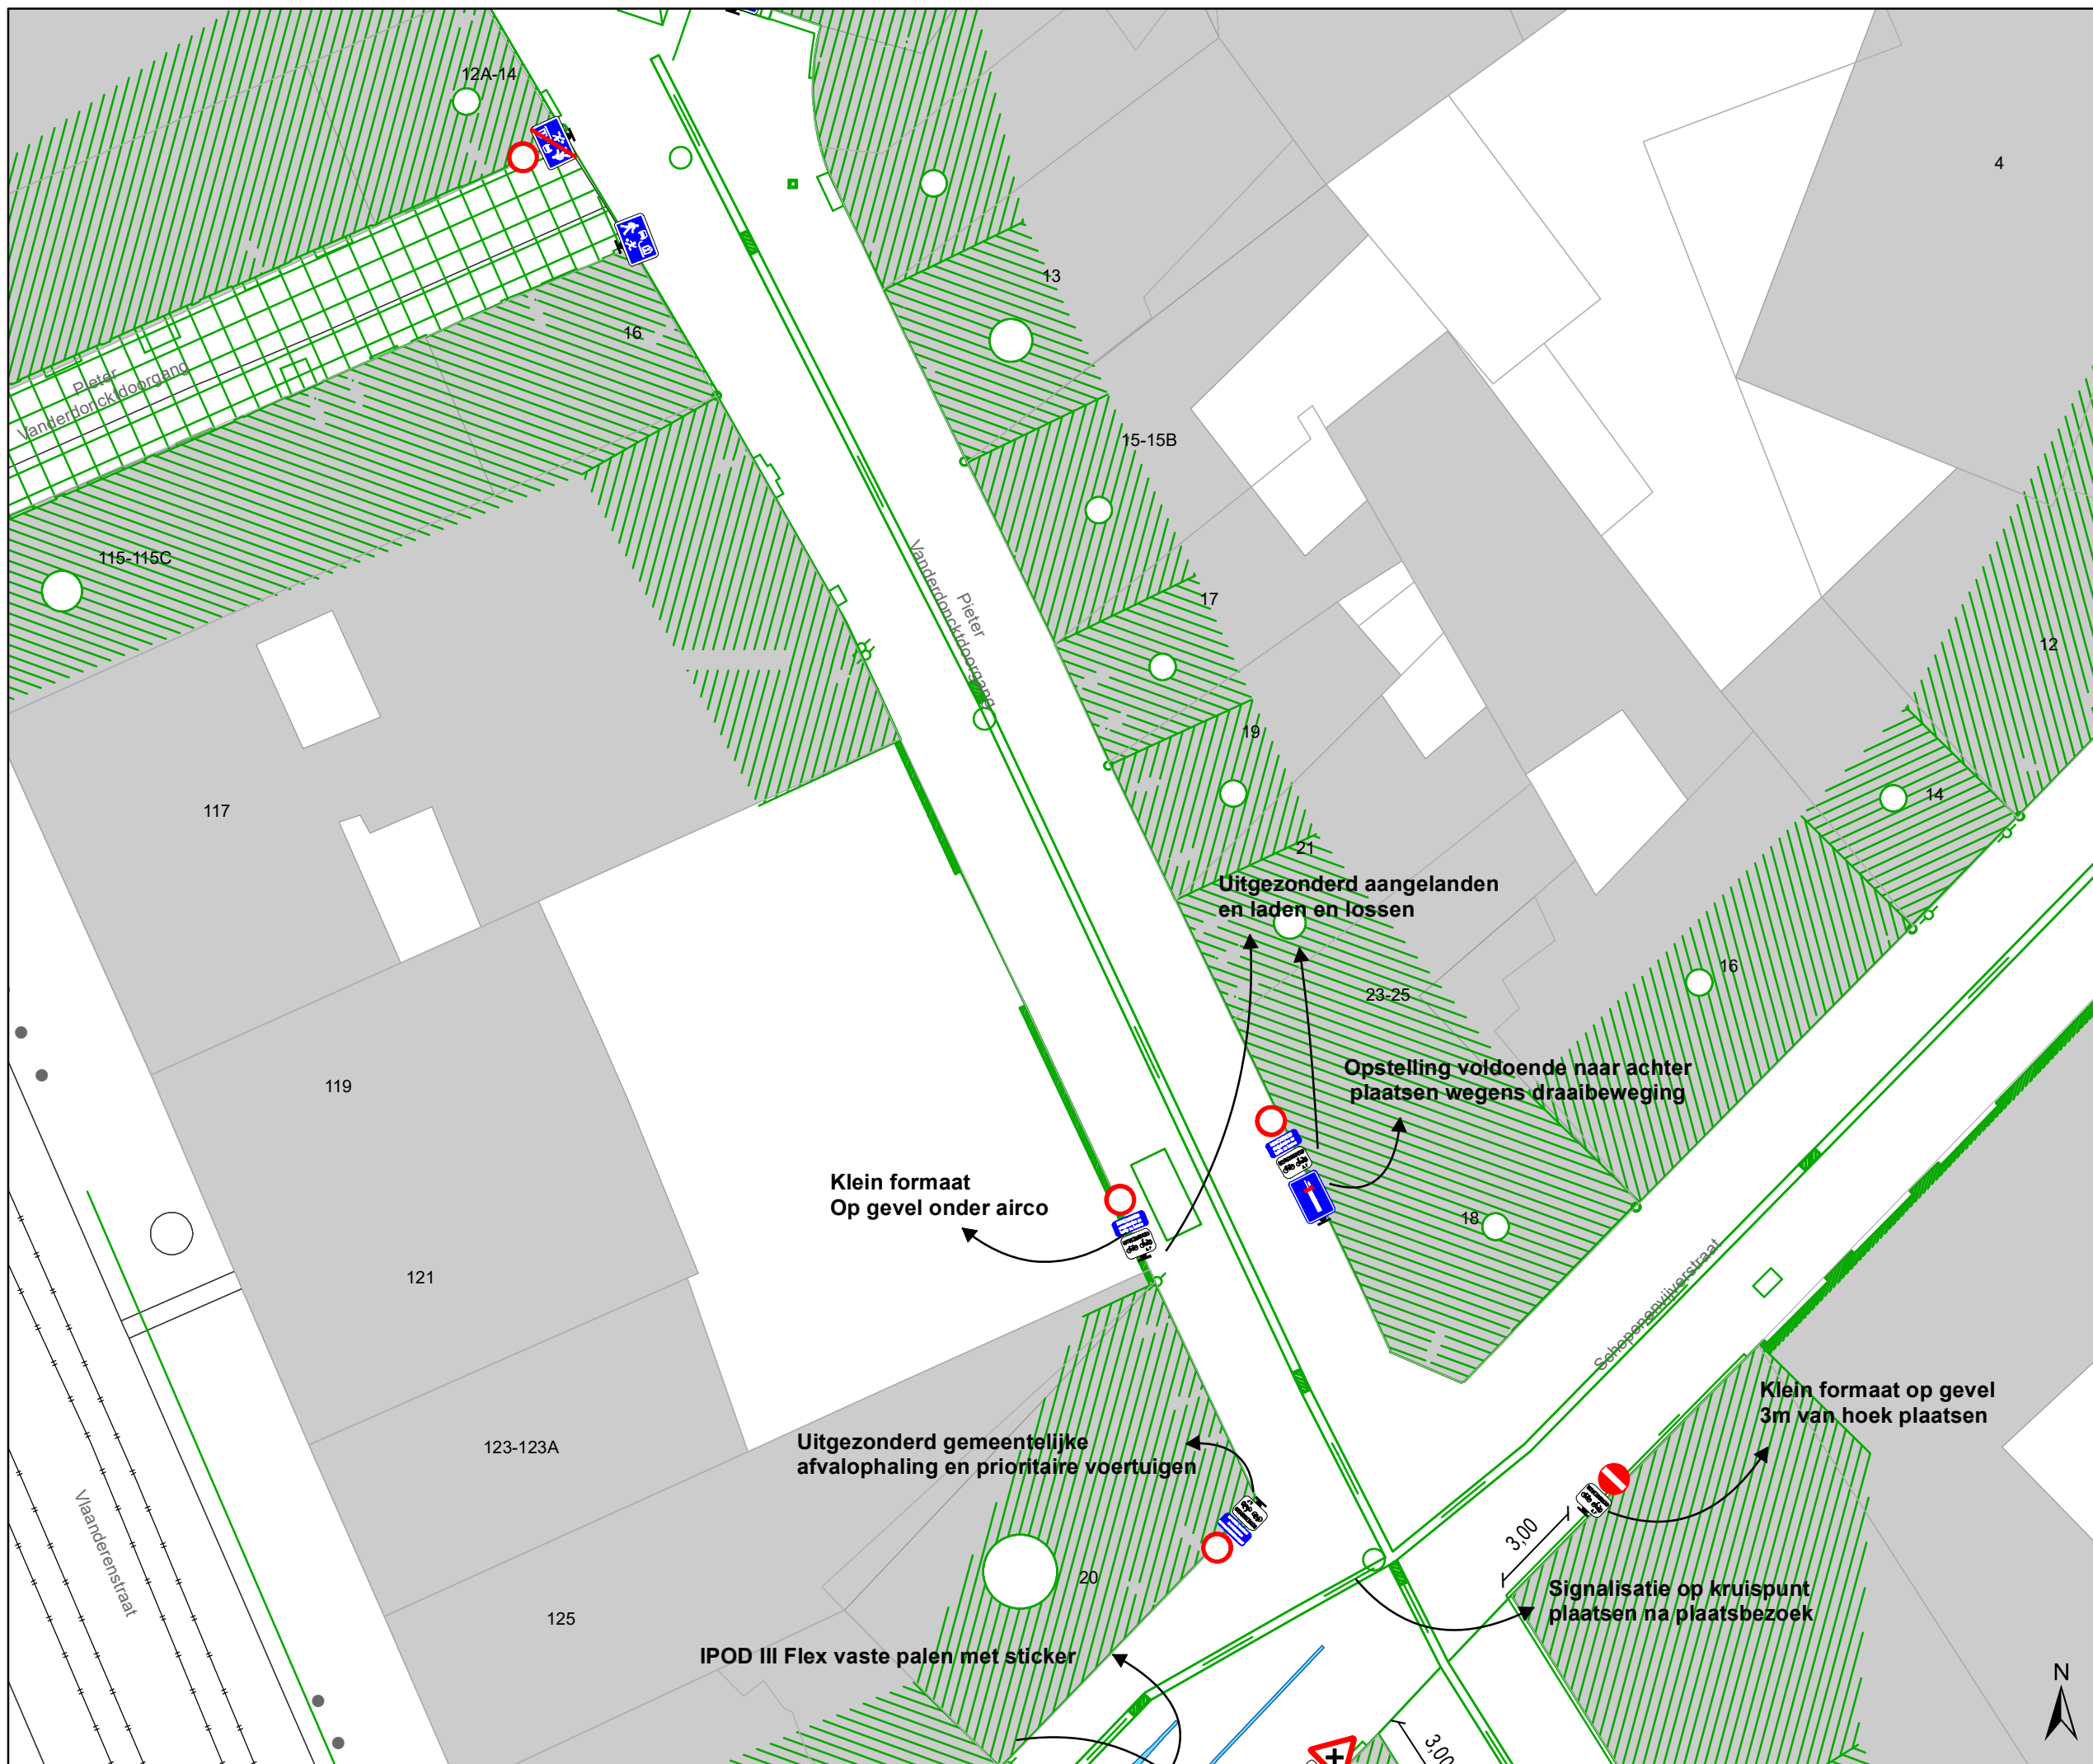 12A-14
4
13
16
Pieter
Vanderdoncktdoorgang
15-15B
115-115C
17
Pieter
Vanderdoncktdoorgang
12
19
14
117
21
Uitgezonderd aangelanden
en laden en lossen
16
23-25
Opstelling voldoende naar achter
plaatsen wegens draaibeweging
119
Klein formaat
Op gevel onder airco
18
121
Schepenenvijverstraat
Klein formaat op gevel
3m van hoek plaatsen
Uitgezonderd gemeentelijke
afvalophaling en prioritaire voertuigen
123-123A
Vlaanderenstraat
3,00
20
Signalisatie op kruispunt
plaatsen na plaatsbezoek
125
IPOD III Flex vaste palen met sticker
N
3,00